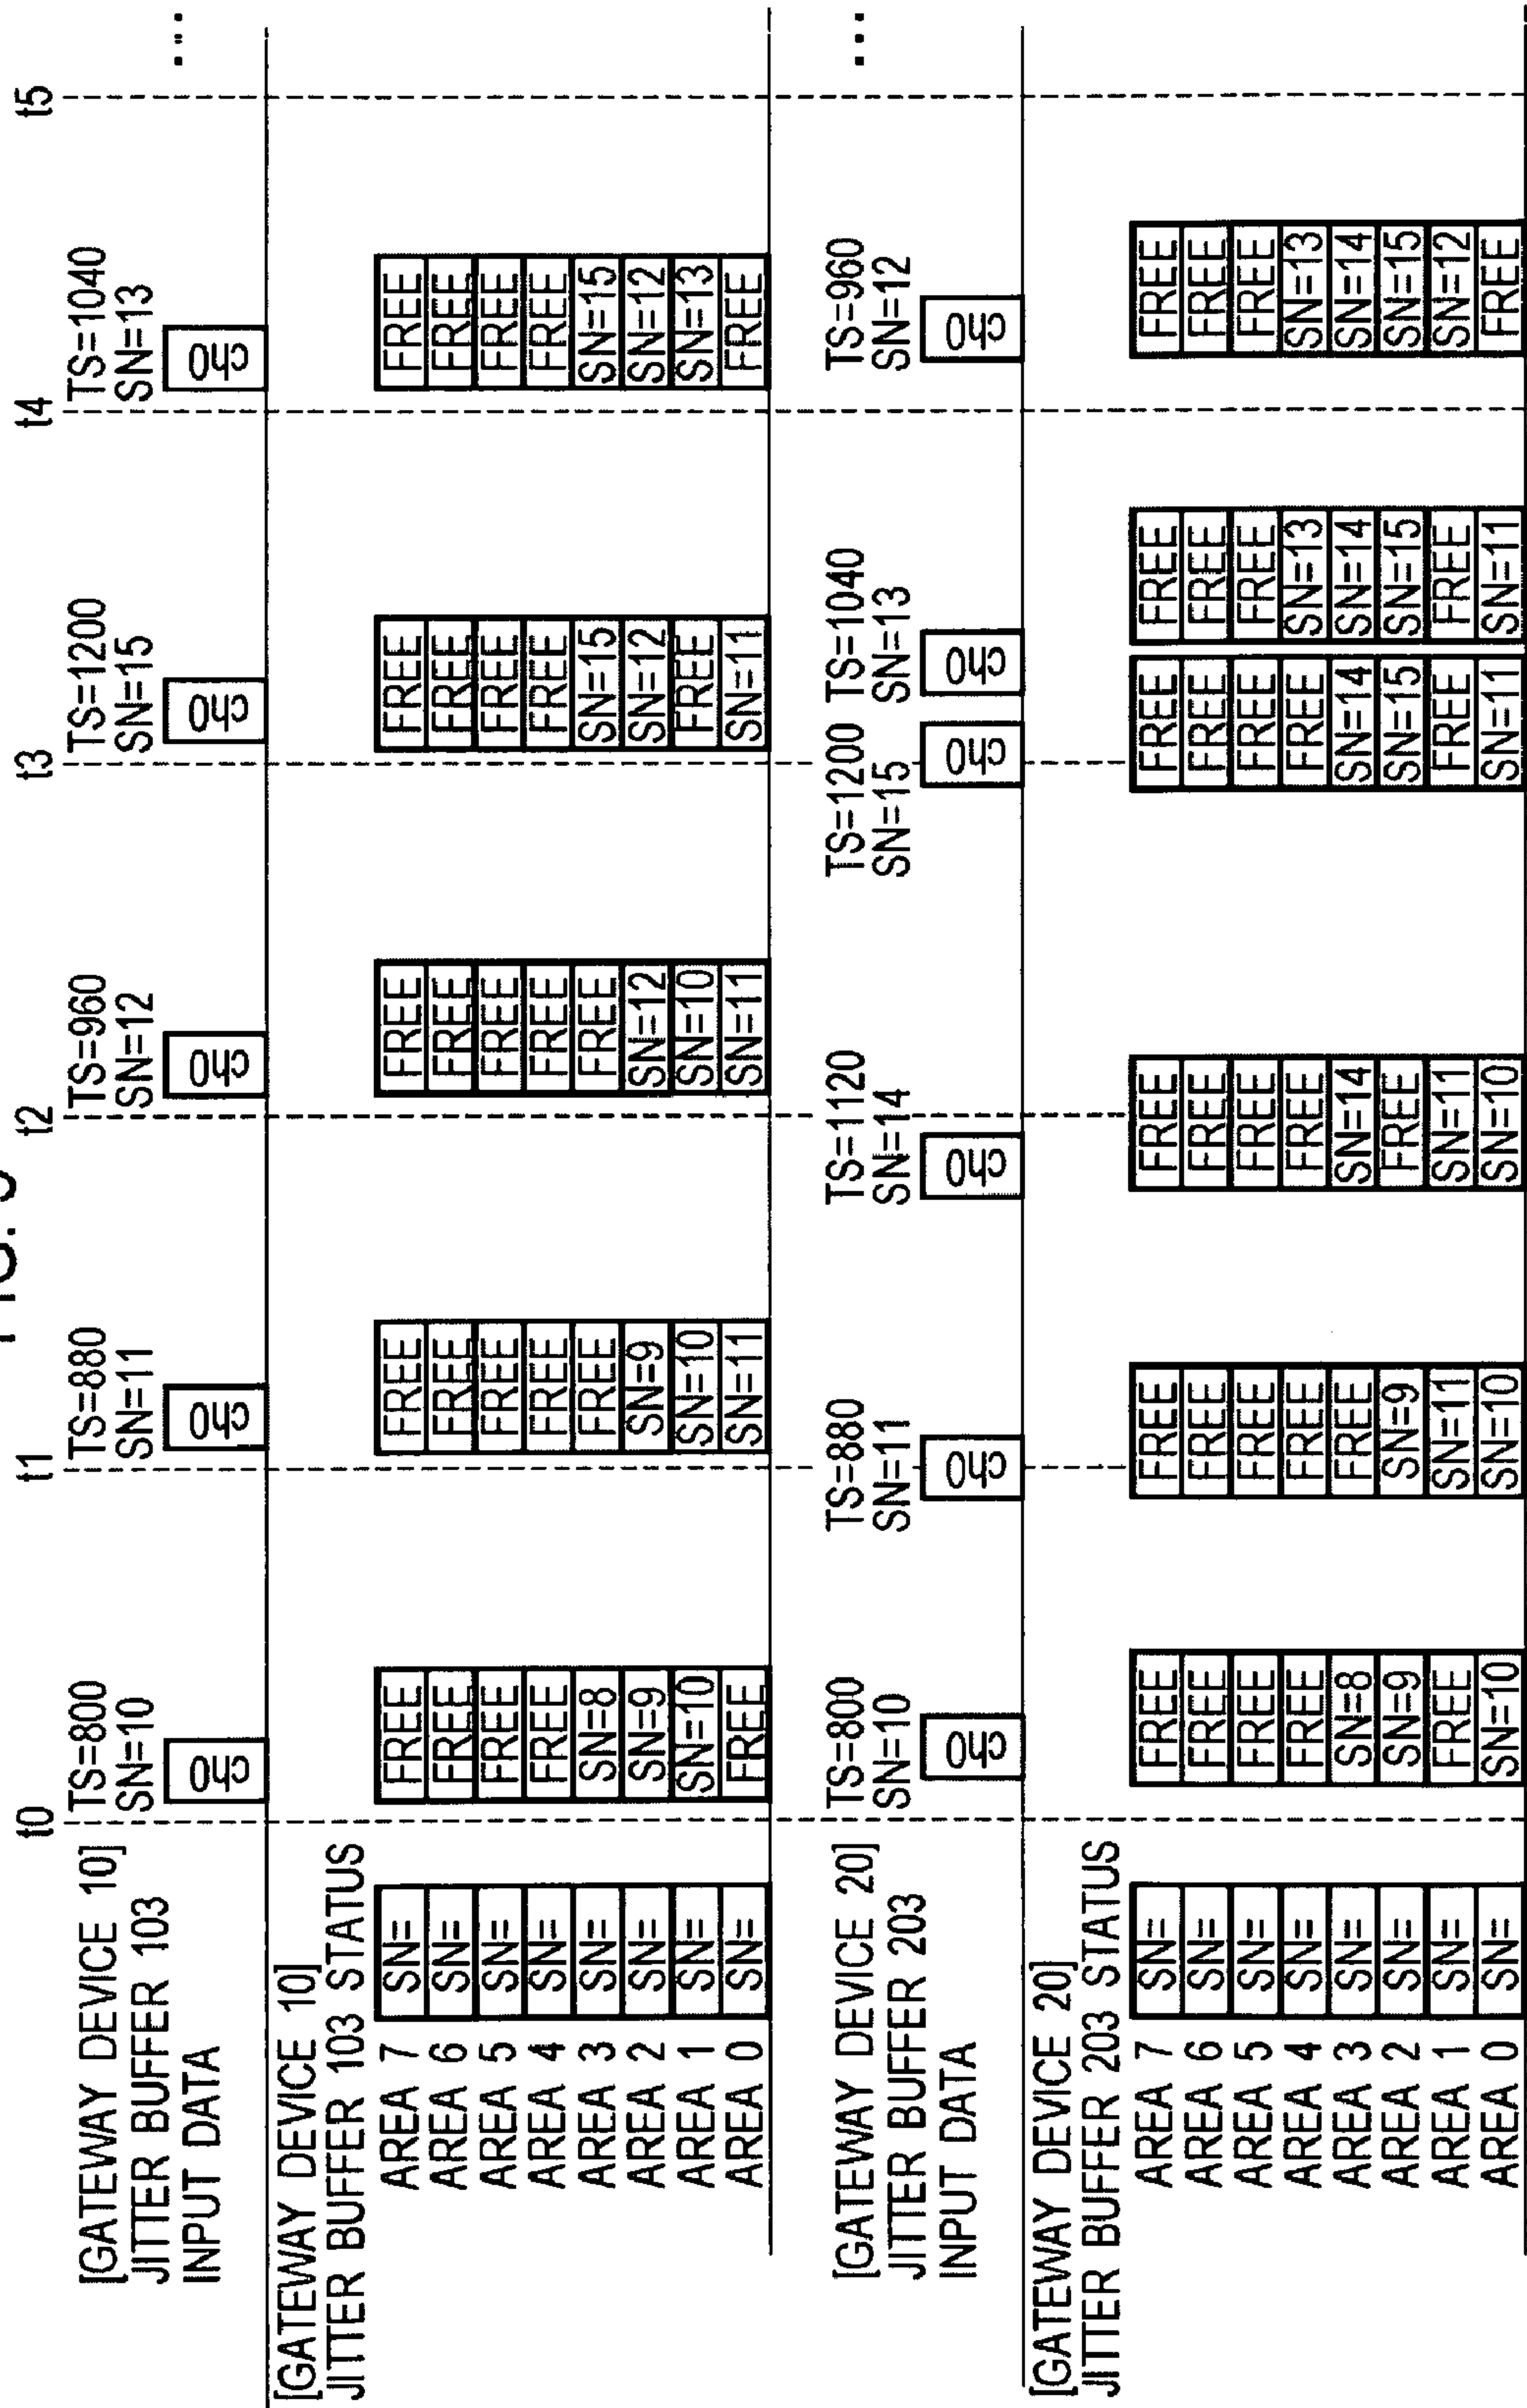 FIG.
t0 t1 t2 t3 t4 t5
[GATEWAY DEVICE 10]
JITTER BUFFER 103
INPUT DATA
TS=800 TS=880 TS=960 TS=1200 TS=1040
SN=10 SN=11 SN=12 SN=15 SN=13
ch0 ch0 ch0 ch0 ch0 ...
[GATEWAY DEVICE 10]
JITTER BUFFER 103 STATUS
AREA 7 SN= FREE FREE FREE FREE FREE
AREA 6 SN= FREE FREE FREE FREE FREE
AREA 5 SN= FREE FREE FREE FREE FREE
AREA 4 SN= FREE FREE FREE FREE FREE
AREA 3 SN= SN=8 FREE FREE SN=15 SN=15
AREA 2 SN= SN=9 SN=9 SN=12 SN=12 SN=12
AREA 1 SN= SN=10 SN=10 SN=10 FREE SN=13
AREA 0 SN= FREE SN=11 SN=11 SN=11 FREE
[GATEWAY DEVICE 20]
JITTER BUFFER 203
INPUT DATA
TS=800 TS=880 TS=1120 TS=1200 TS=1040 TS=960
SN=10 SN=11 SN=14 SN=15 SN=13 SN=12
ch0 ch0 ch0 ch0 ch0 ch0 ...
[GATEWAY DEVICE 20]
JITTER BUFFER 203 STATUS
AREA 7 SN= FREE FREE FREE FREE FREE FREE
AREA 6 SN= FREE FREE FREE FREE FREE FREE
AREA 5 SN= FREE FREE FREE FREE FREE FREE
AREA 4 SN= FREE FREE FREE FREE SN=13 SN=13
AREA 3 SN= SN=8 FREE SN=14 SN=14 SN=14 SN=14
AREA 2 SN= SN=9 SN=9 FREE SN=15 SN=15 SN=15
AREA 1 SN= FREE SN=11 SN=11 FREE FREE SN=12
AREA 0 SN= SN=10 SN=10 SN=10 SN=11 SN=11 FREE